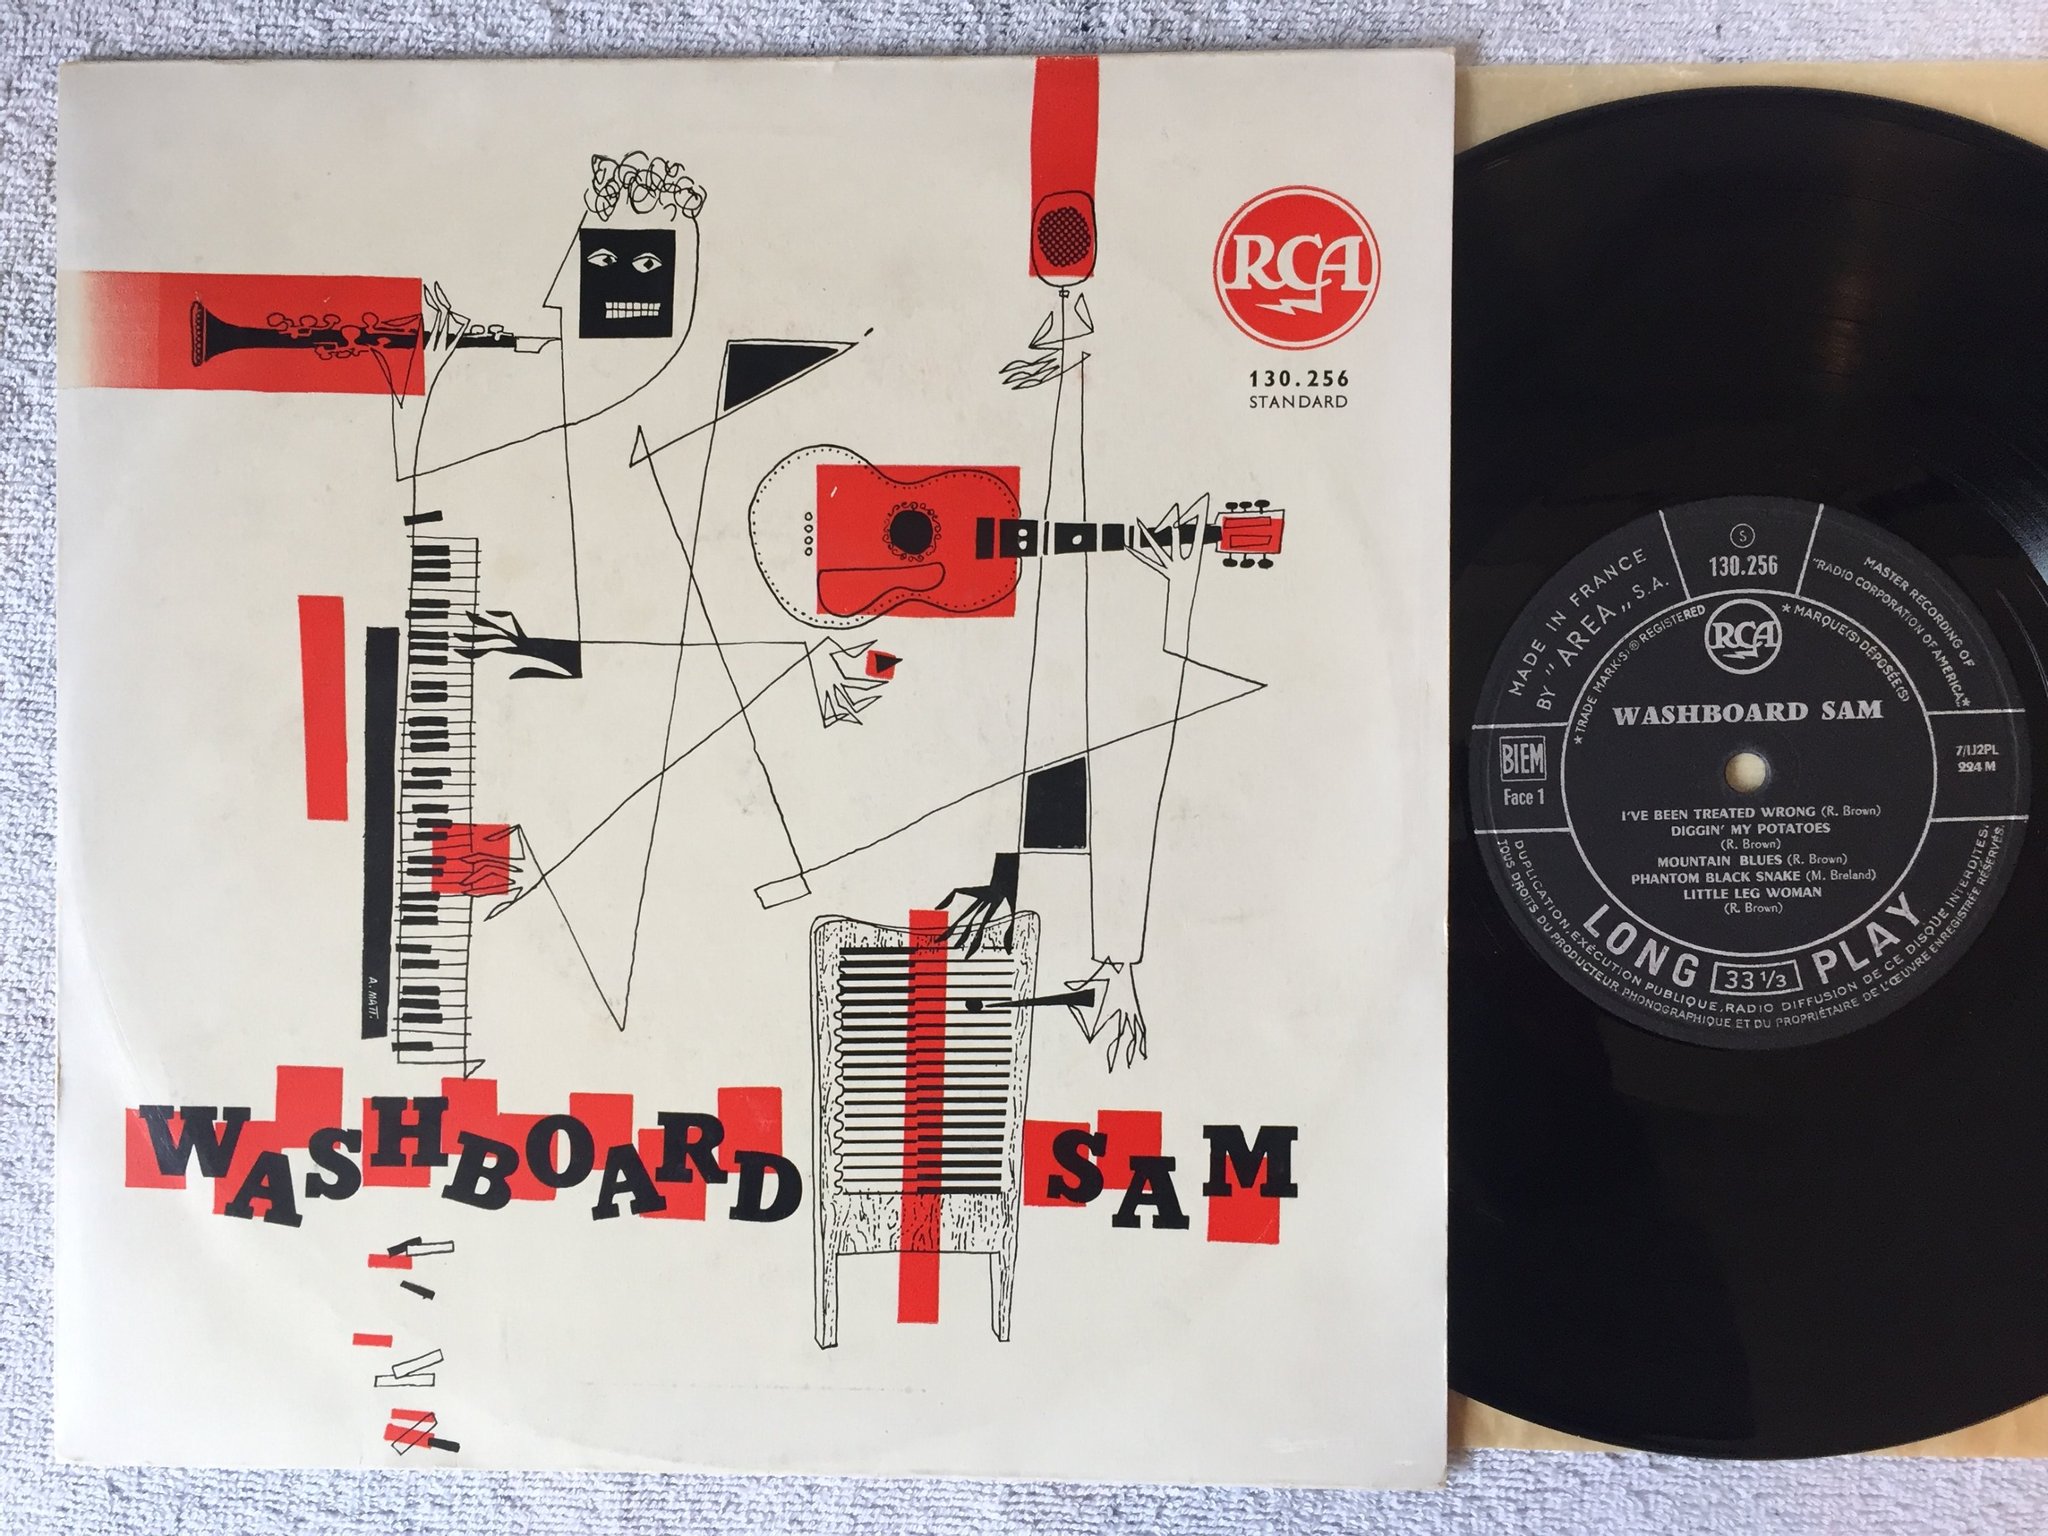 RCA
130.256
STANDARD
A. MATT.
WASHBOARD SAM
MADE IN FRANCE
BY "AREA" S.A.
S
130.256
MASTER RECORDING OF
"RADIO CORPORATION OF AMERICA"
*TRADE MARK(S) ® REGISTERED
RCA
*MARQUE(S) DÉPOSÉE(S)
WASHBOARD SAM
BIEM
Face 1
7/IJ2PL
224 M
I'VE BEEN TREATED WRONG (R. Brown)
DIGGIN' MY POTATOES
(R. Brown)
MOUNTAIN BLUES (R. Brown)
PHANTOM BLACK SNAKE (M. Breland)
LITTLE LEG WOMAN
(R. Brown)
LONG 33 1/3 PLAY
DUPLICATION, EXÉCUTION PUBLIQUE, RADIO DIFFUSION DE CE DISQUE INTERDITES.
TOUS DROITS DU PRODUCTEUR PHONOGRAPHIQUE ET DU PROPRIÉTAIRE DE L'ŒUVRE ENREGISTRÉE RÉSERVÉS.